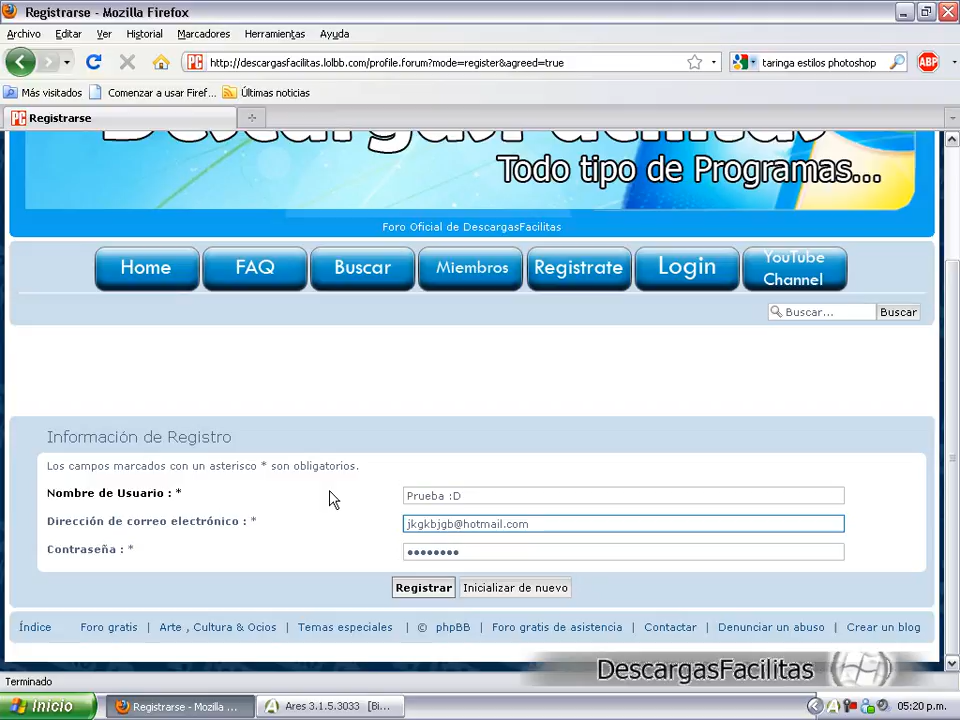 Registrarse - Mozilla Firefox
Archivo Editar Ver Historial Marcadores Herramientas Ayuda
http://descargasfacilitas.lolbb.com/profile.forum?mode=register&agreed=true
taringa estilos photoshop
ABP
Más visitados Comenzar a usar Firef... Últimas noticias
Registrarse
DescargasFacilitas
Todo tipo de Programas...
Foro Oficial de DescargasFacilitas
Home FAQ Buscar Miembros Registrate Login YouTube Channel
Buscar... Buscar
Información de Registro
Los campos marcados con un asterisco * son obligatorios.
Nombre de Usuario : * Prueba :D
Dirección de correo electrónico : * jkgkbjgb@hotmail.com
Contraseña : * ••••••••
Registrar Inicializar de nuevo
Índice Foro gratis | Arte , Cultura & Ocios | Temas especiales | © phpBB | Foro gratis de asistencia | Contactar | Denunciar un abuso | Crear un blog
DescargasFacilitas
Terminado
Inicio Registrarse - Mozilla ... Ares 3.1.5.3033 [Bi... 05:20 p.m.